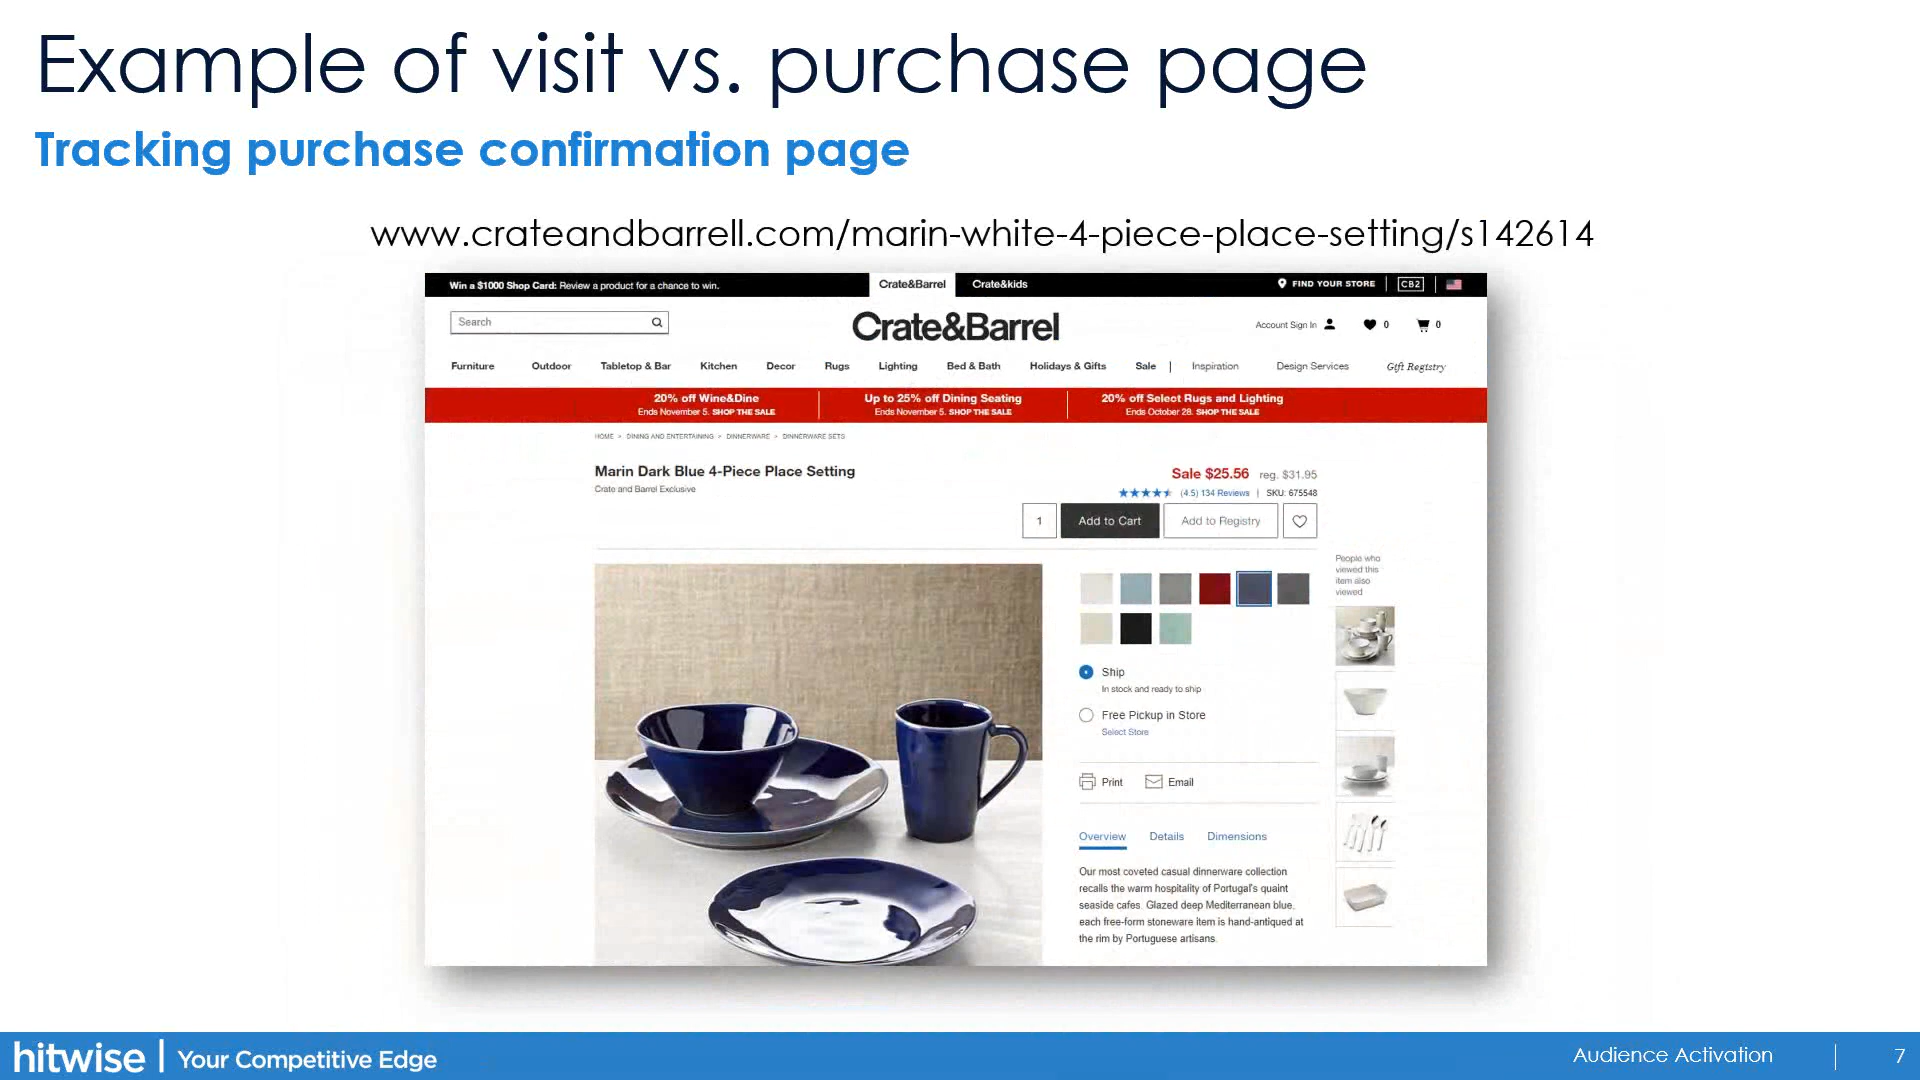 Example of visit vs. purchase page
Tracking purchase confirmation page
www.crateandbarrell.com/marin-white-4-piece-place-setting/s142614
Win a $1000 Shop Card: Review a product for a chance to win.
Crate&Barrel
Crate&kids
FIND YOUR STORE
CB2
Search
Crate&Barrel
Account Sign In
0
0
Furniture
Outdoor
Tabletop & Bar
Kitchen
Decor
Rugs
Lighting
Bed & Bath
Holidays & Gifts
Sale
Inspiration
Design Services
Gift Registry
20% off Wine&Dine
Ends November 5. SHOP THE SALE
Up to 25% off Dining Seating
Ends November 5. SHOP THE SALE
20% off Select Rugs and Lighting
Ends October 28. SHOP THE SALE
HOME > DINING AND ENTERTAINING > DINNERWARE > DINNERWARE SETS
Marin Dark Blue 4-Piece Place Setting
Crate and Barrel Exclusive
Sale $25.56 reg. $31.95
(4.5) 134 Reviews | SKU: 675548
1
Add to Cart
Add to Registry
People who
viewed this
item also
viewed
Ship
In stock and ready to ship
Free Pickup in Store
Select Store
Print
Email
Overview
Details
Dimensions
Our most coveted casual dinnerware collection
recalls the warm hospitality of Portugal's quaint
seaside cafes. Glazed deep Mediterranean blue,
each free-form stoneware item is hand-antiqued at
the rim by Portuguese artisans.
hitwise | Your Competitive Edge
Audience Activation
7